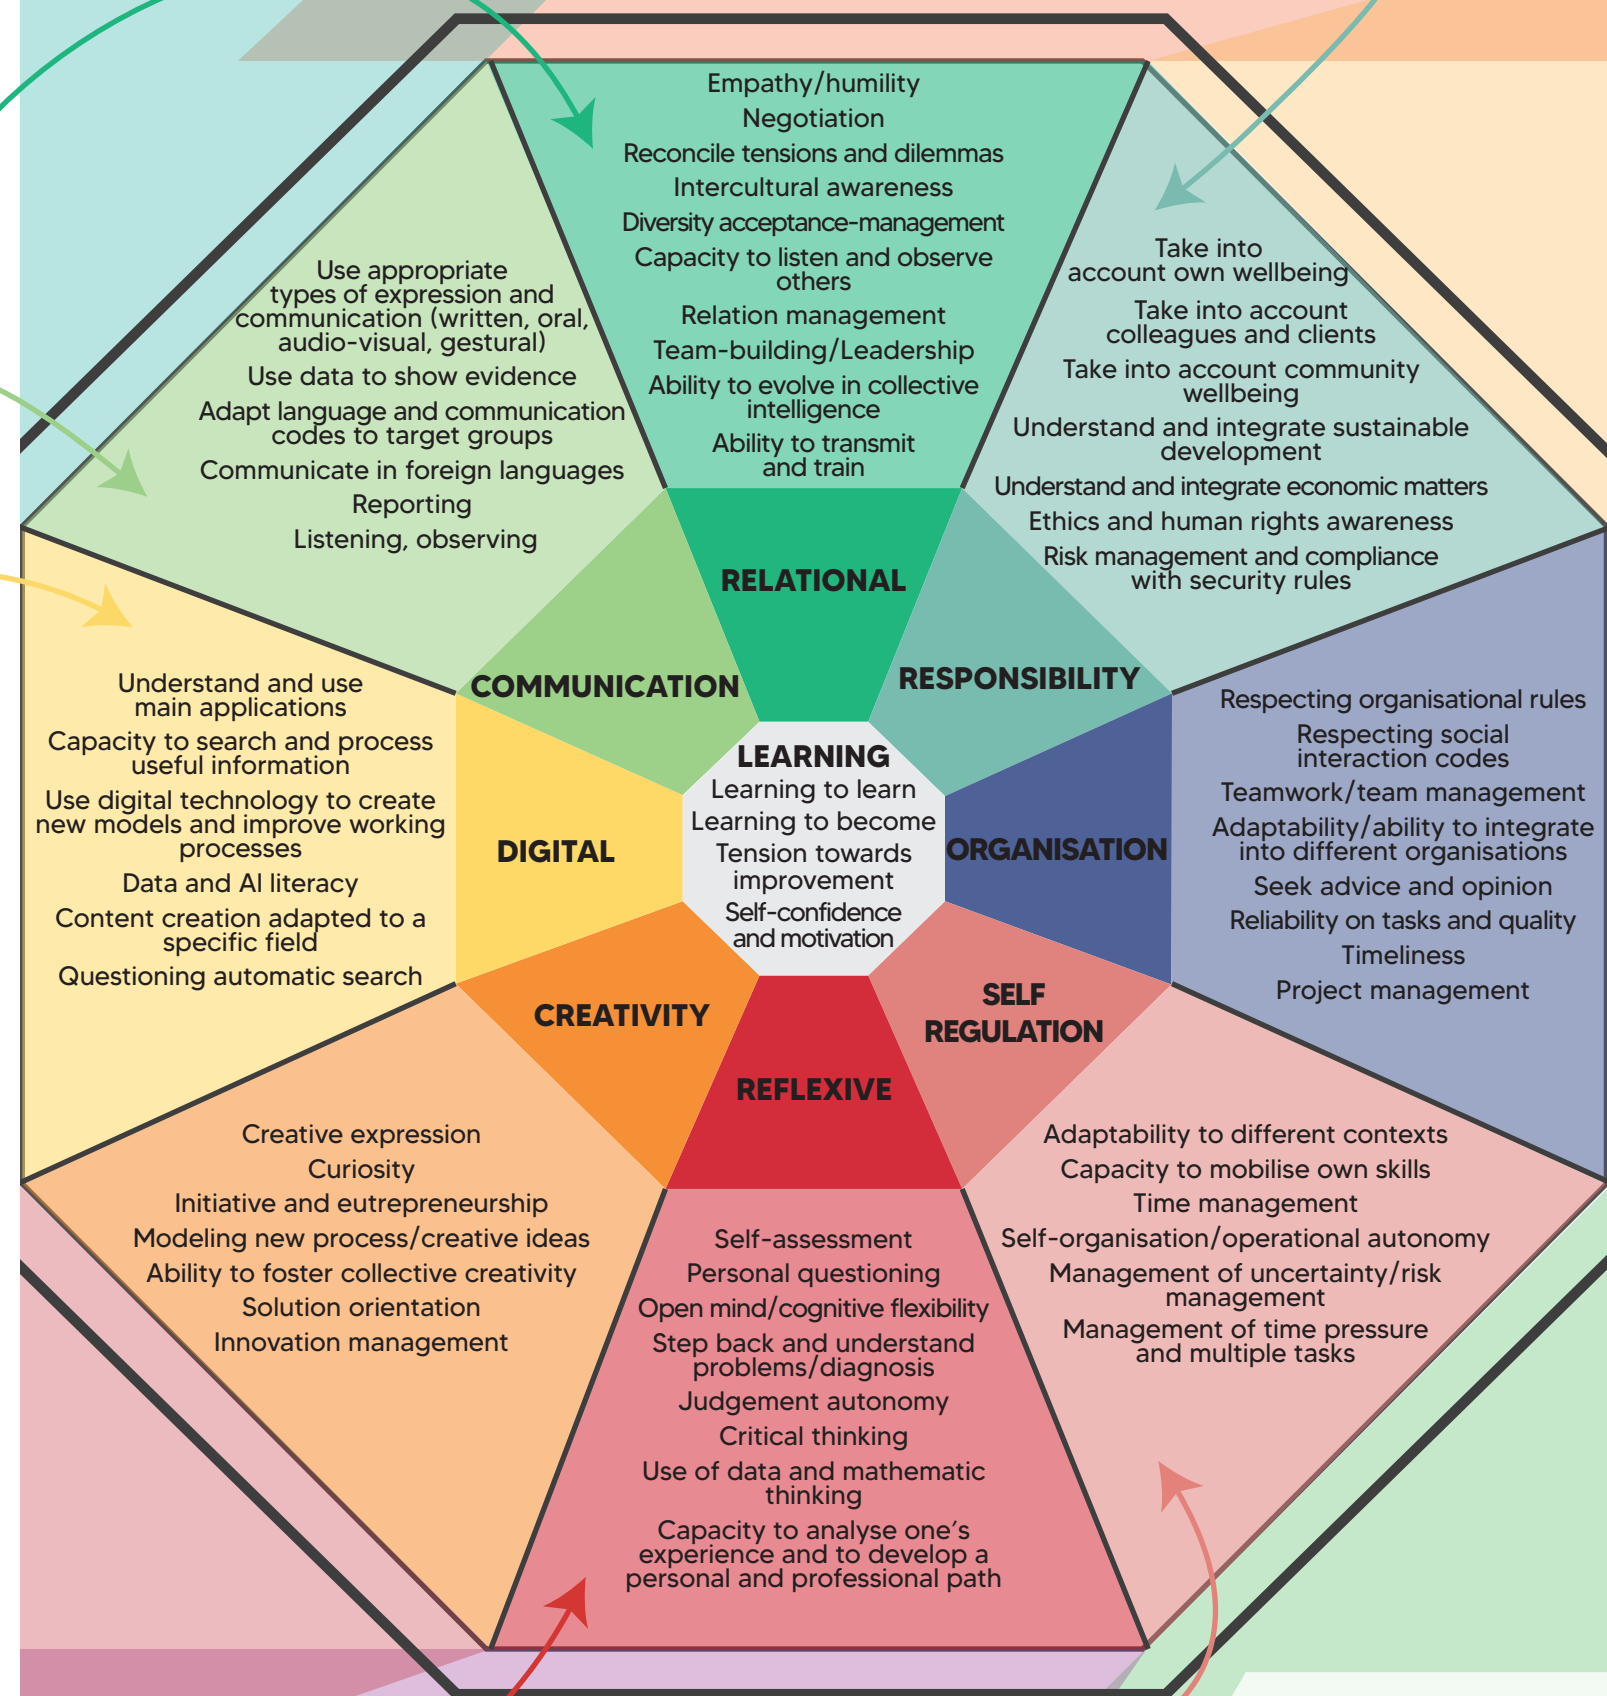 Empathy/humility
Negotiation
Reconcile tensions and dilemmas
Intercultural awareness
Diversity acceptance-management
Capacity to listen and observe
others
Relation management
Team-building/Leadership
Ability to evolve in collective
intelligence
Ability to transmit
and train
RELATIONAL
Take into
account own wellbeing
Take into account
colleagues and clients
Take into account community
wellbeing
Understand and integrate sustainable
development
Understand and integrate economic matters
Ethics and human rights awareness
Risk management and compliance
with security rules
RESPONSIBILITY
Respecting organisational rules
Respecting social
interaction codes
Teamwork/team management
Adaptability/ability to integrate
into different organisations
Seek advice and opinion
Reliability on tasks and quality
Timeliness
Project management
ORGANISATION
SELF
REGULATION
Adaptability to different contexts
Capacity to mobilise own skills
Time management
Self-organisation/operational autonomy
Management of uncertainty/risk
management
Management of time pressure
and multiple tasks
REFLEXIVE
Self-assessment
Personal questioning
Open mind/cognitive flexibility
Step back and understand
problems/diagnosis
Judgement autonomy
Critical thinking
Use of data and mathematic
thinking
Capacity to analyse one's
experience and to develop a
personal and professional path
CREATIVITY
Creative expression
Curiosity
Initiative and eutrepreneurship
Modeling new process/creative ideas
Ability to foster collective creativity
Solution orientation
Innovation management
DIGITAL
Understand and use
main applications
Capacity to search and process
useful information
Use digital technology to create
new models and improve working
processes
Data and AI literacy
Content creation adapted to a
specific field
Questioning automatic search
COMMUNICATION
Use appropriate
types of expression and
communication (written, oral,
audio-visual, gestural)
Use data to show evidence
Adapt language and communication
codes to target groups
Communicate in foreign languages
Reporting
Listening, observing
LEARNING
Learning to learn
Learning to become
Tension towards
improvement
Self-confidence
and motivation